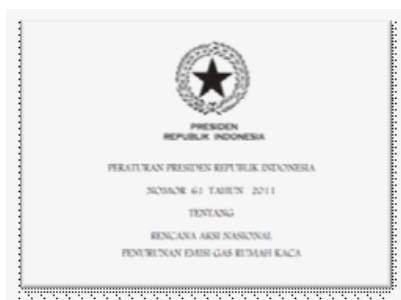 PRESIDEN
REPUBLIK INDONESIA
PERATURAN PRESIDEN REPUBLIK INDONESIA
NOMOR 61 TAHUN 2011
TENTANG
RENCANA AKSI NASIONAL
PENURUNAN EMISI GAS RUMAH KACA